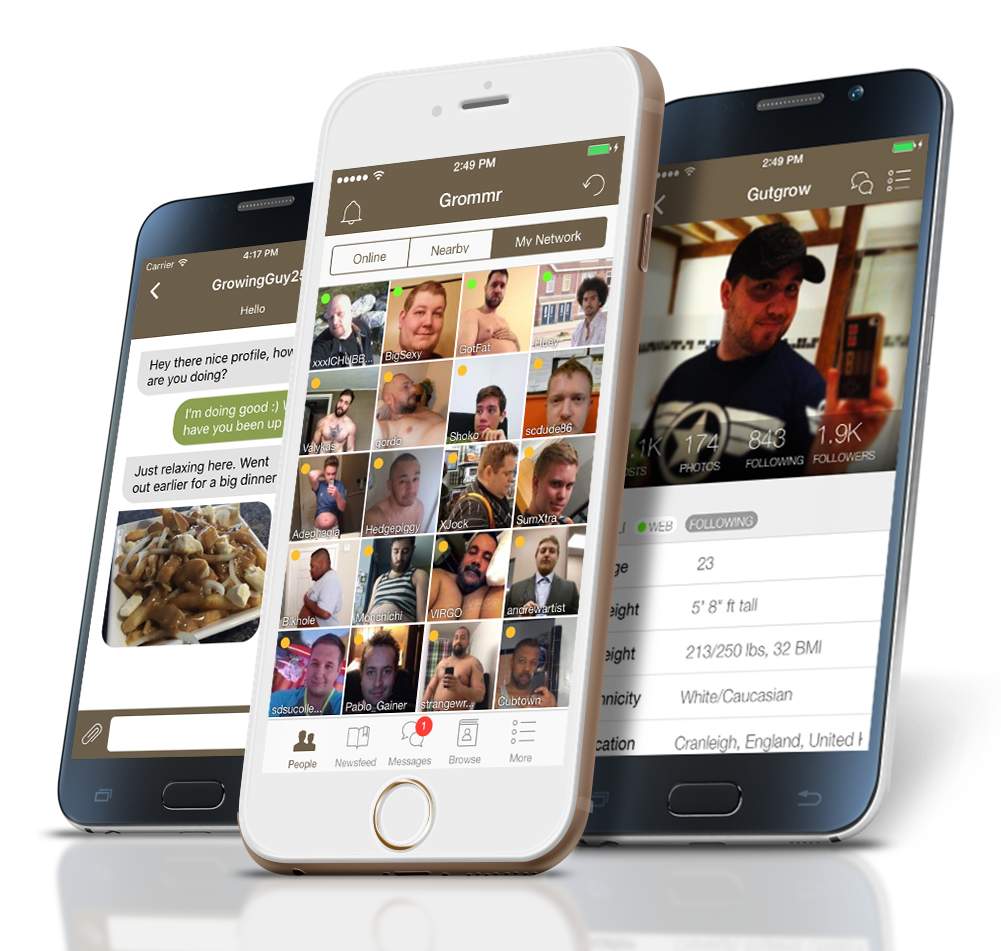 Carrier
4:17 PM
GrowingGuy25
Hello
Hey there nice profile, how
are you doing?
I'm doing good :)
have you been up
Just relaxing here. Went
out earlier for a big dinner
2:49 PM
Grommr
Online
Nearby
My Network
xxxlCHUBB...
BigSexy
GotFat
Huey
Valykas
gordo
Shoko
scdude86
Adephagia
Hedgepiggy
XJock
SumXtra
B.khole
Monchichi
VIRGO
andrewartist
sdsucolle...
Pablo_Gainer
strangewr...
Cubtown
People
Newsfeed
1
Messages
Browse
More
2:49 PM
Gutgrow
.1K
174
843
1.9K
STS
PHOTOS
FOLLOWING
FOLLOWERS
WEB
FOLLOWING
ge
23
eight
5' 8" ft tall
eight
213/250 lbs, 32 BMI
nicity
White/Caucasian
cation
Cranleigh, England, United K